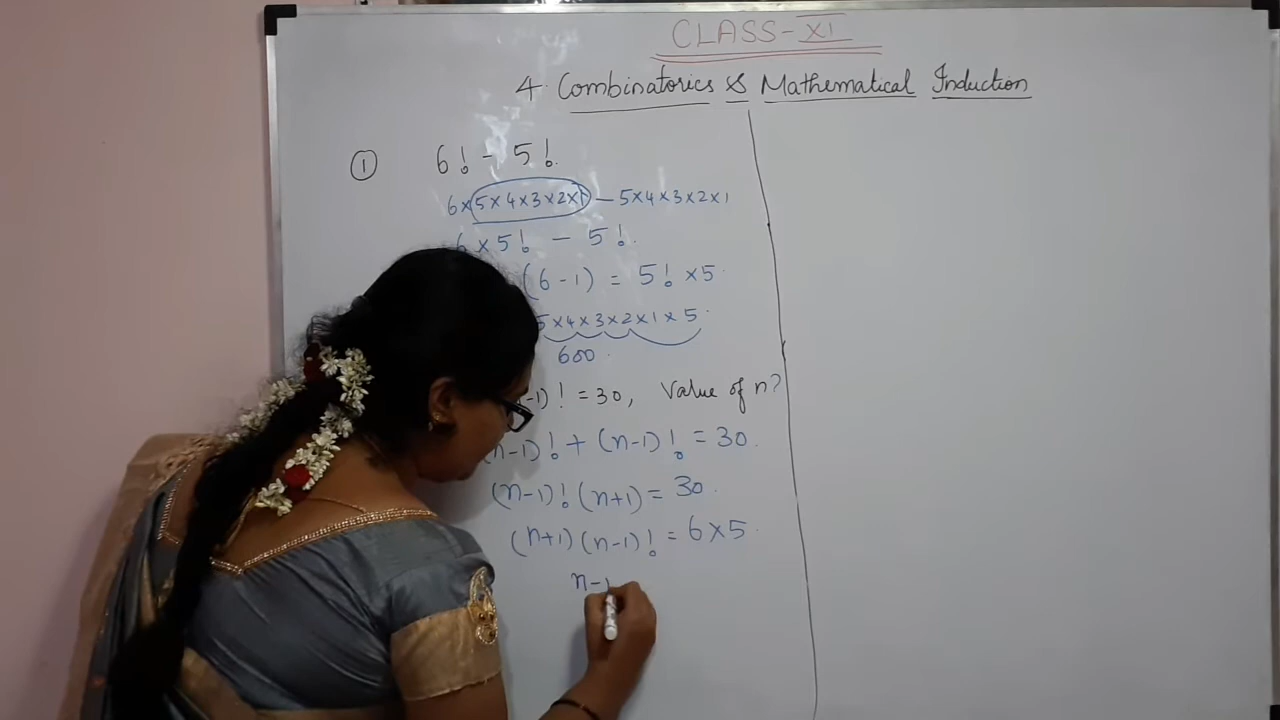 CLASS-XI
4. Combinatorics & Mathematical Induction
① 6! - 5!.
6×5×4×3×2×1 - 5×4×3×2×1
6×5! - 5!.
(6-1) = 5! ×5
5×4×3×2×1×5.
600.
-1)! = 30, Value of n?
(n-1)! + (n-1)! = 30.
(n-1)! (n+1) = 30.
(n+1) (n-1)! = 6×5.
n-1